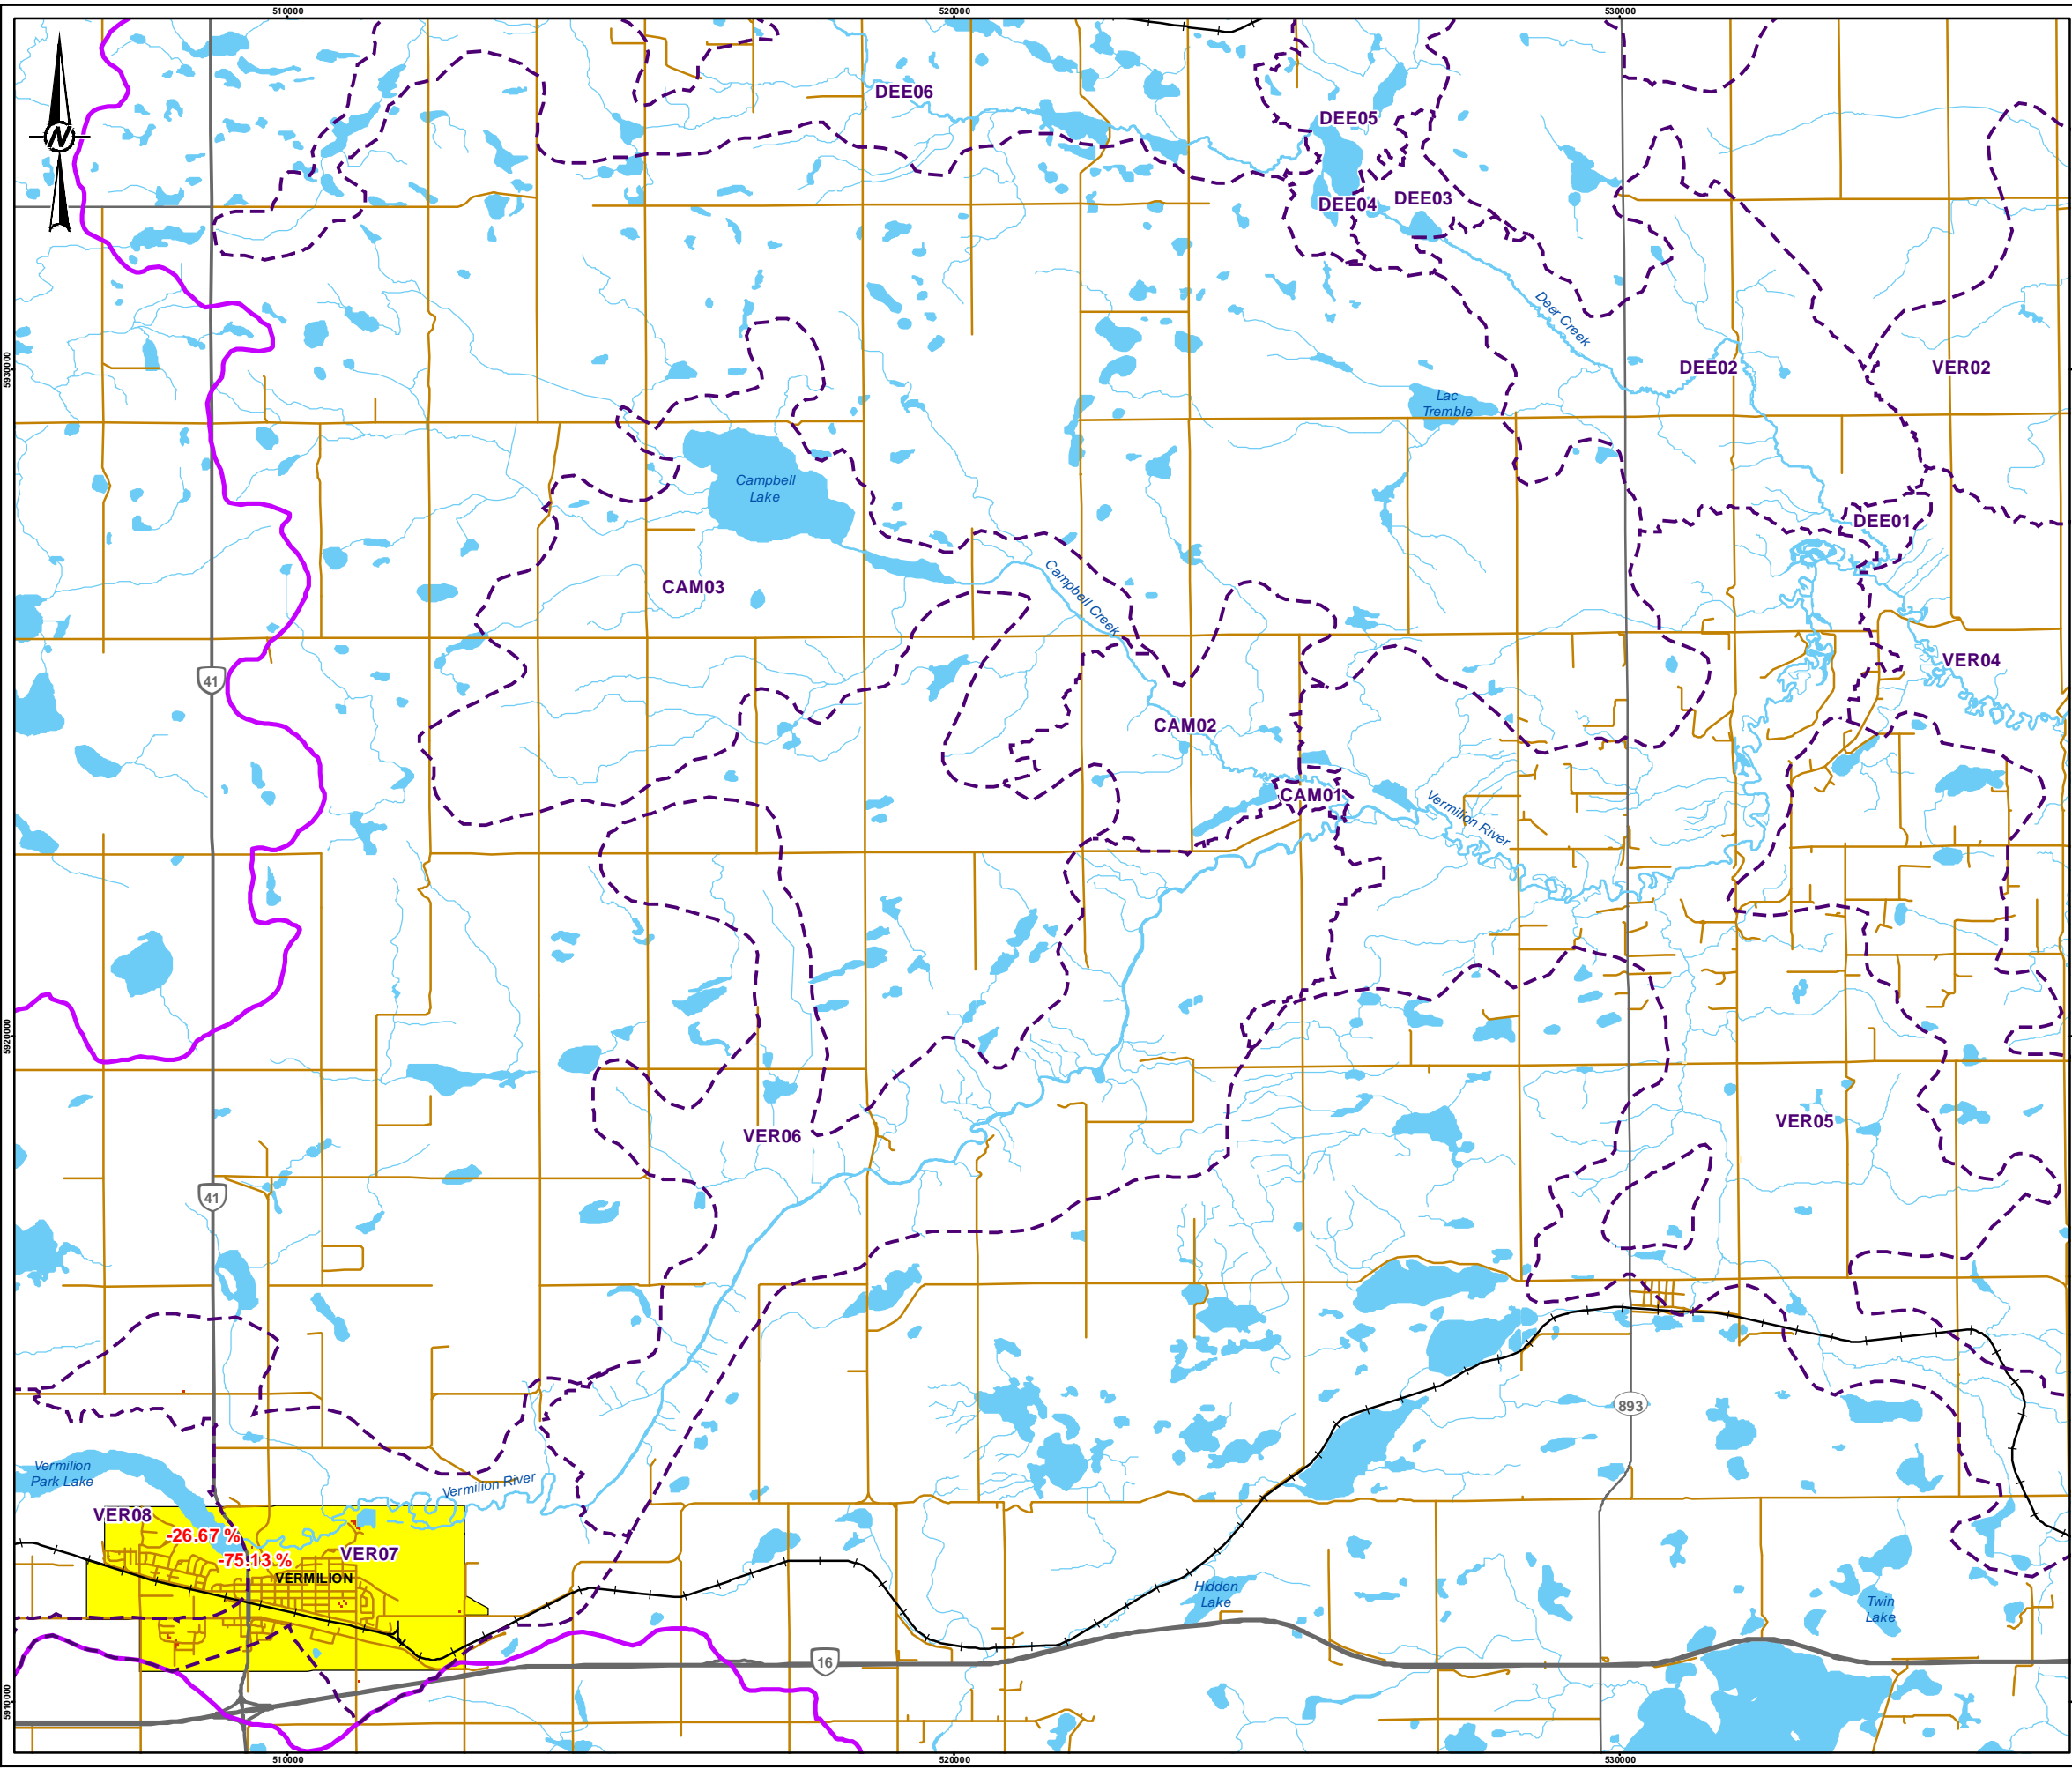 510000
520000
530000
N
DEE06
DEE05
DEE04
DEE03
Deer Creek
5930000
DEE02
VER02
Lac
Tremble
Campbell
Lake
DEE01
Campbell Creek
CAM03
VER04
41
CAM02
CAM01
Vermilion River
5920000
VER06
VER05
41
893
Vermilion
Park Lake
Vermilion River
VER08
-26.67 %
VER07
-75.13 %
VERMILION
Hidden
Lake
Twin
Lake
16
5910000
510000
520000
530000